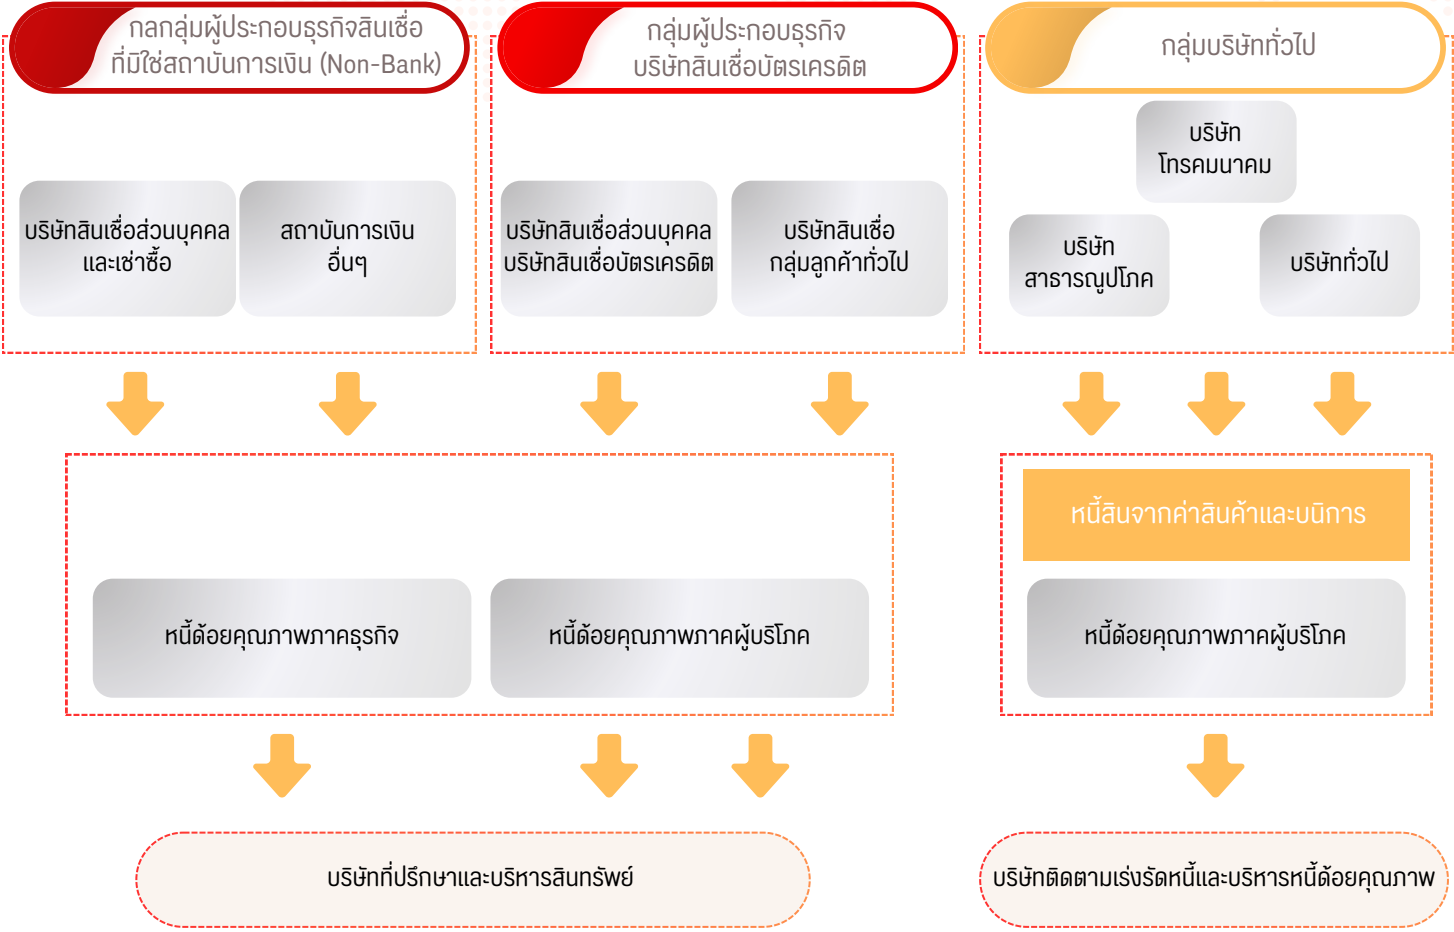 กลกลุ่มผู้ประกอบธุรกิจสินเชื่อ
ที่มิใช่สถาบันการเงิน (Non-Bank)
กลุ่มผู้ประกอบธุรกิจ
บริษัทสินเชื่อบัตรเครดิต
กลุ่มบริษัททั่วไป
บริษัทสินเชื่อส่วนบุคคล
และเช่าซื้อ
สถาบันการเงิน
อื่นๆ
บริษัทสินเชื่อส่วนบุคคล
บริษัทสินเชื่อบัตรเครดิต
บริษัทสินเชื่อ
กลุ่มลูกค้าทั่วไป
บริษัท
โทรคมนาคม
บริษัท
สาธารณูปโภค
บริษัททั่วไป
หนี้ด้อยคุณภาพภาคธุรกิจ
หนี้ด้อยคุณภาพภาคผู้บริโภค
หนี้สินจากค่าสินค้าและบนิการ
หนี้ด้อยคุณภาพภาคผู้บริโภค
บริษัทที่ปรึกษาและบริหารสินทรัพย์
บริษัทติดตามเร่งรัดหนี้และบริหารหนี้ด้อยคุณภาพ